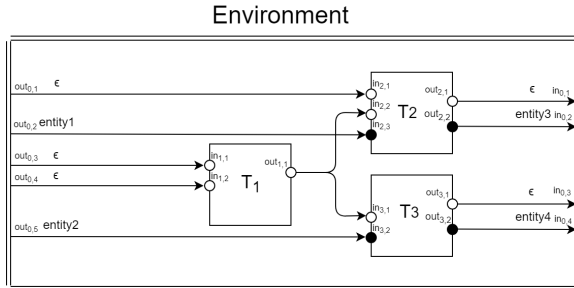 Environment
out0,1 ϵ
in2,1
out2,1
ϵ in0,1
in2,2
T2
out2,2
entity3 in0,2
out0,2 entity1
in2,3
out0,3 ϵ
in1,1
out1,1
out0,4 ϵ
in1,2
T1
out3,1
ϵ in0,3
in3,1
T3
out3,2
entity4 in0,4
out0,5 entity2
in3,2